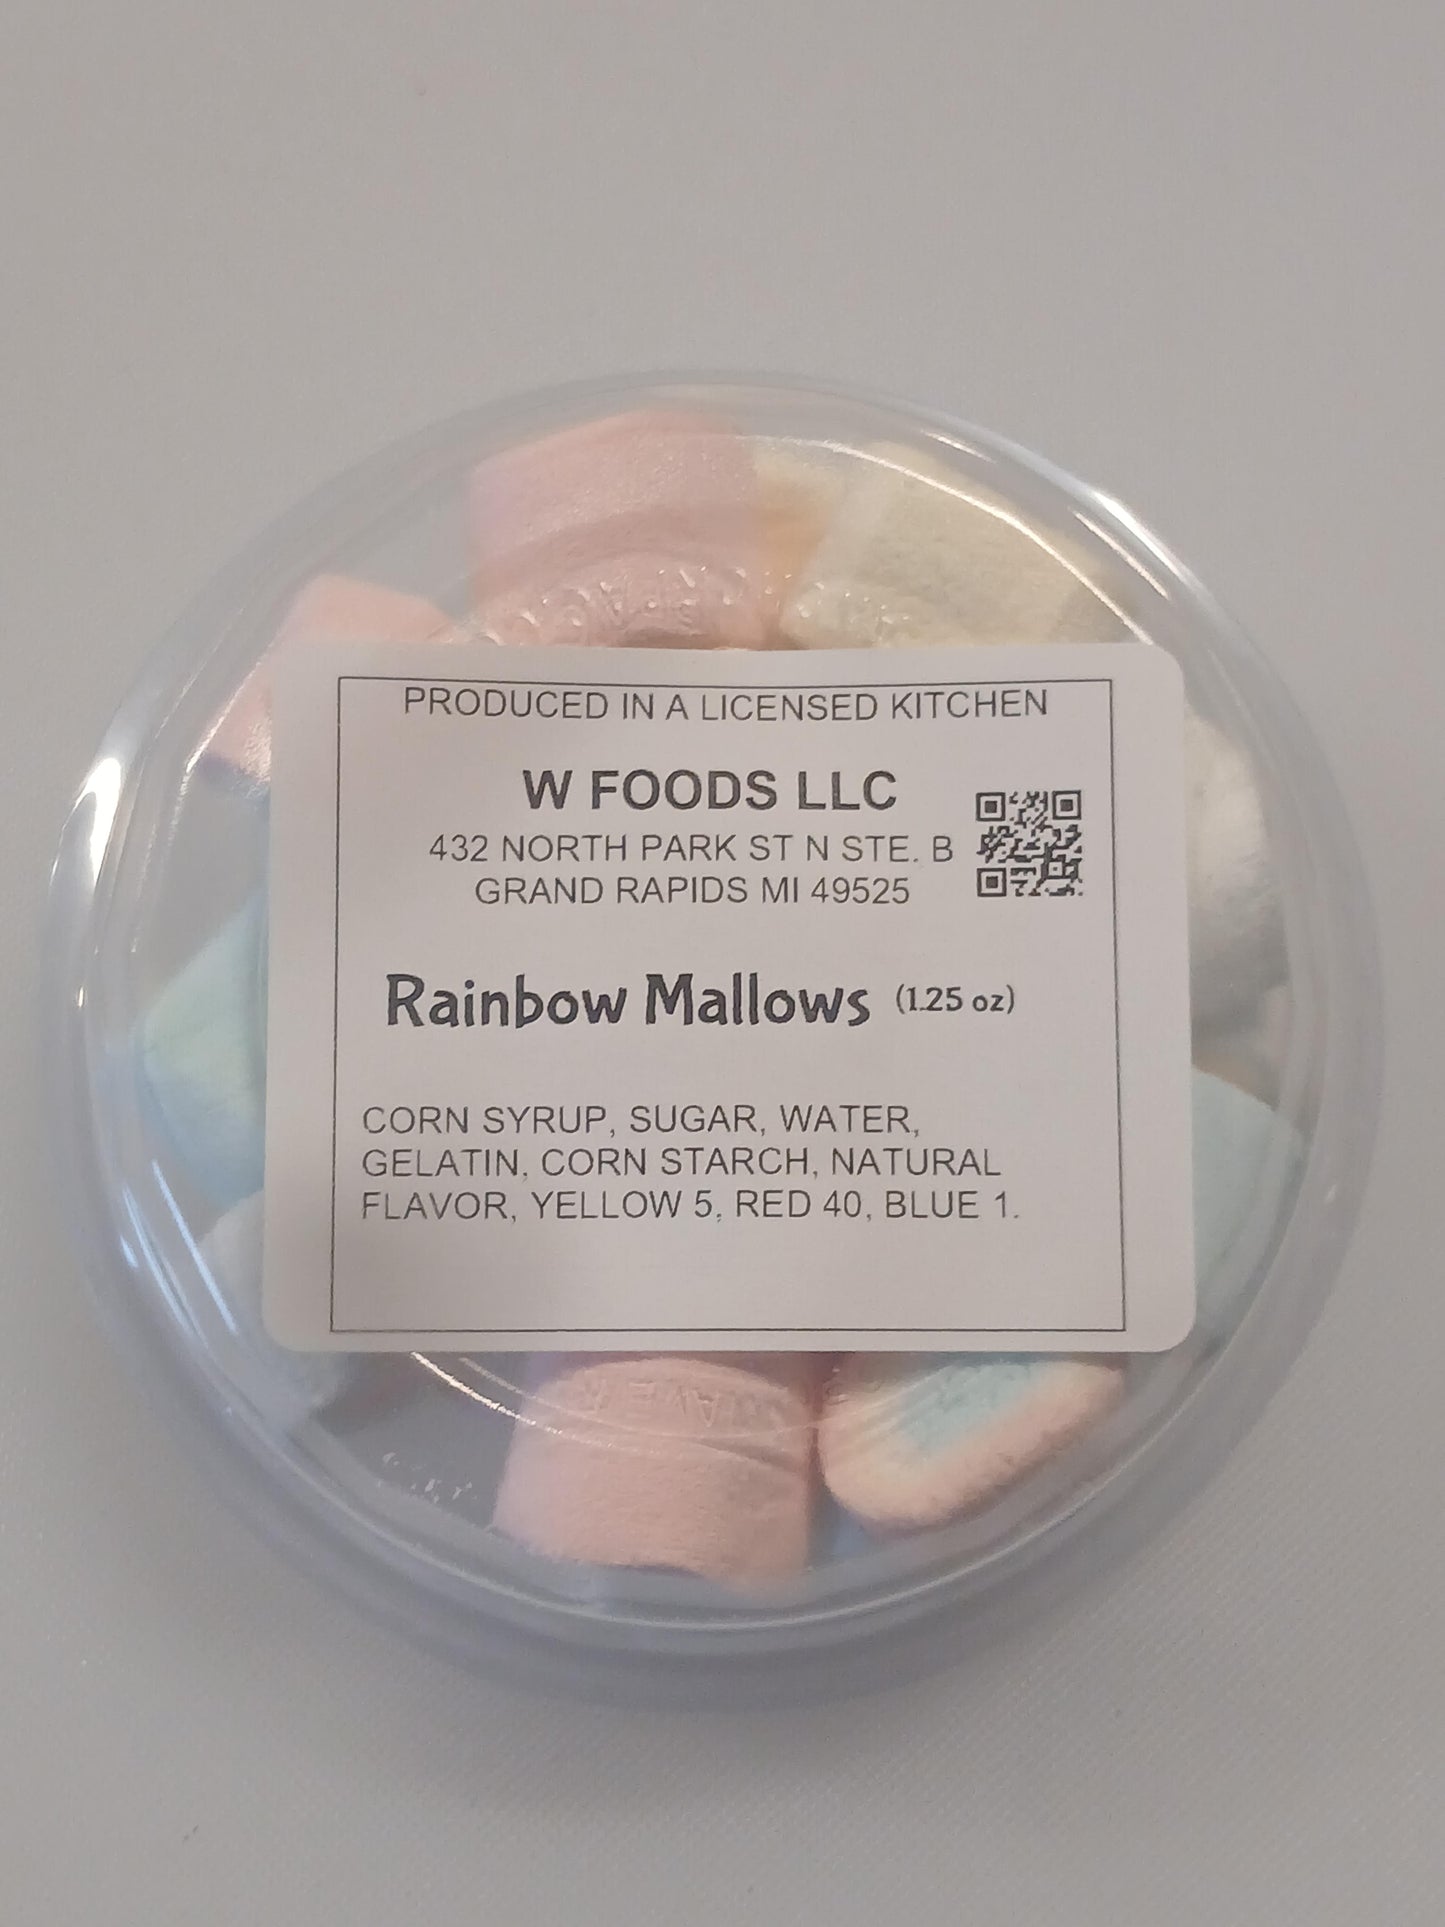 PRODUCED IN A LICENSED KITCHEN
W FOODS LLC
432 NORTH PARK ST N STE. B
GRAND RAPIDS MI 49525
Rainbow Mallows (1.25 oz)
CORN SYRUP, SUGAR, WATER,
GELATIN, CORN STARCH, NATURAL
FLAVOR, YELLOW 5, RED 40, BLUE 1.